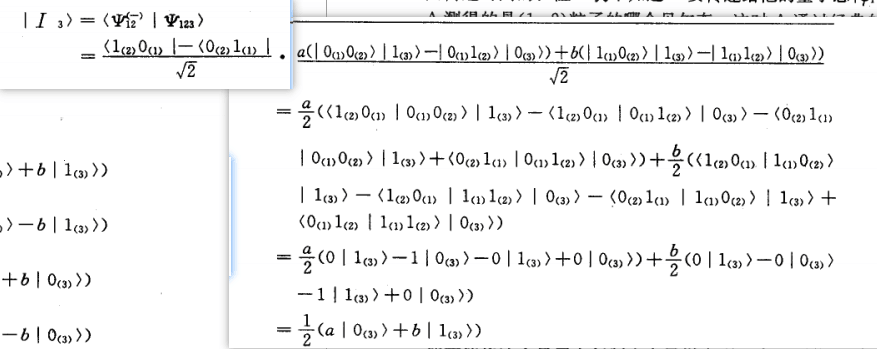 | I ₃⟩ = ⟨Ψ₁₂⁽⁻⁾ | Ψ₁₂₃⟩
= (⟨1₍₂₎0₍₁₎ | − ⟨0₍₂₎1₍₁₎ |)/√2 · (a(| 0₍₁₎0₍₂₎⟩ | 1₍₃₎⟩ − | 0₍₁₎1₍₂₎⟩ | 0₍₃₎⟩) + b(| 1₍₁₎0₍₂₎⟩ | 1₍₃₎⟩ − | 1₍₁₎1₍₂₎⟩ | 0₍₃₎⟩))/√2
= a/2 (⟨1₍₂₎0₍₁₎ | 0₍₁₎0₍₂₎⟩ | 1₍₃₎⟩ − ⟨1₍₂₎0₍₁₎ | 0₍₁₎1₍₂₎⟩ | 0₍₃₎⟩ − ⟨0₍₂₎1₍₁₎
| 0₍₁₎0₍₂₎⟩ | 1₍₃₎⟩ + ⟨0₍₂₎1₍₁₎ | 0₍₁₎1₍₂₎⟩ | 0₍₃₎⟩) + b/2 (⟨1₍₂₎0₍₁₎ | 1₍₁₎0₍₂₎⟩
| 1₍₃₎⟩ − ⟨1₍₂₎0₍₁₎ | 1₍₁₎1₍₂₎⟩ | 0₍₃₎⟩ − ⟨0₍₂₎1₍₁₎ | 1₍₁₎0₍₂₎⟩ | 1₍₃₎⟩ +
⟨0₍₁₎1₍₂₎ | 1₍₁₎1₍₂₎⟩ | 0₍₃₎⟩)
= a/2 (0 | 1₍₃₎⟩ − 1 | 0₍₃₎⟩ − 0 | 1₍₃₎⟩ + 0 | 0₍₃₎⟩) + b/2 (0 | 1₍₃₎⟩ − 0 | 0₍₃₎⟩
− 1 | 1₍₃₎⟩ + 0 | 0₍₃₎⟩)
= 1/2 (a | 0₍₃₎⟩ + b | 1₍₃₎⟩)
⟩ + b | 1₍₃₎⟩)
⟩ − b | 1₍₃₎⟩)
+ b | 0₍₃₎⟩)
− b | 0₍₃₎⟩)